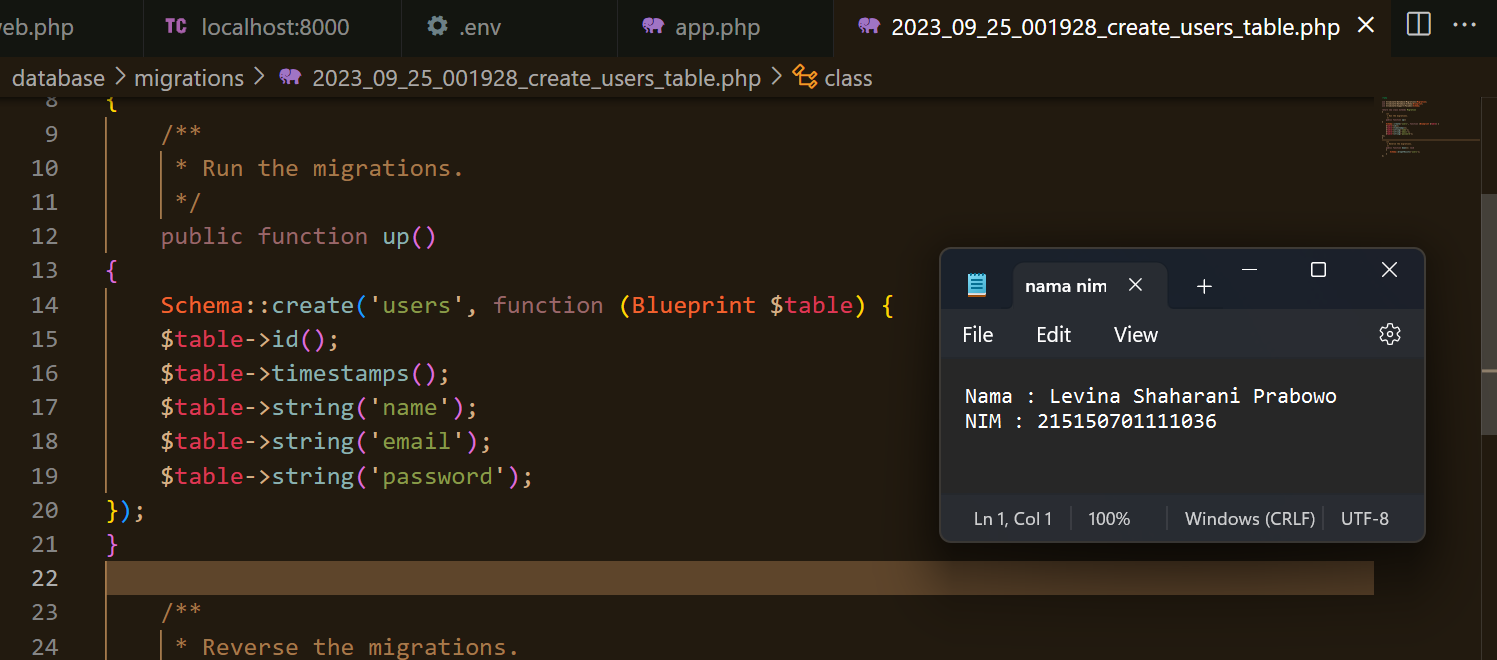 eb.php TC localhost:8000 .env app.php 2023_09_25_001928_create_users_table.php
database > migrations > 2023_09_25_001928_create_users_table.php > class
8 {
9 /**
10 * Run the migrations.
11 */
12 public function up()
13 {
14 Schema::create('users', function (Blueprint $table) {
15 $table->id();
16 $table->timestamps();
17 $table->string('name');
18 $table->string('email');
19 $table->string('password');
20 });
21 }
22
23 /**
24 * Reverse the migrations.
nama nim
File Edit View
Nama : Levina Shaharani Prabowo
NIM : 215150701111036
Ln 1, Col 1 100% Windows (CRLF) UTF-8